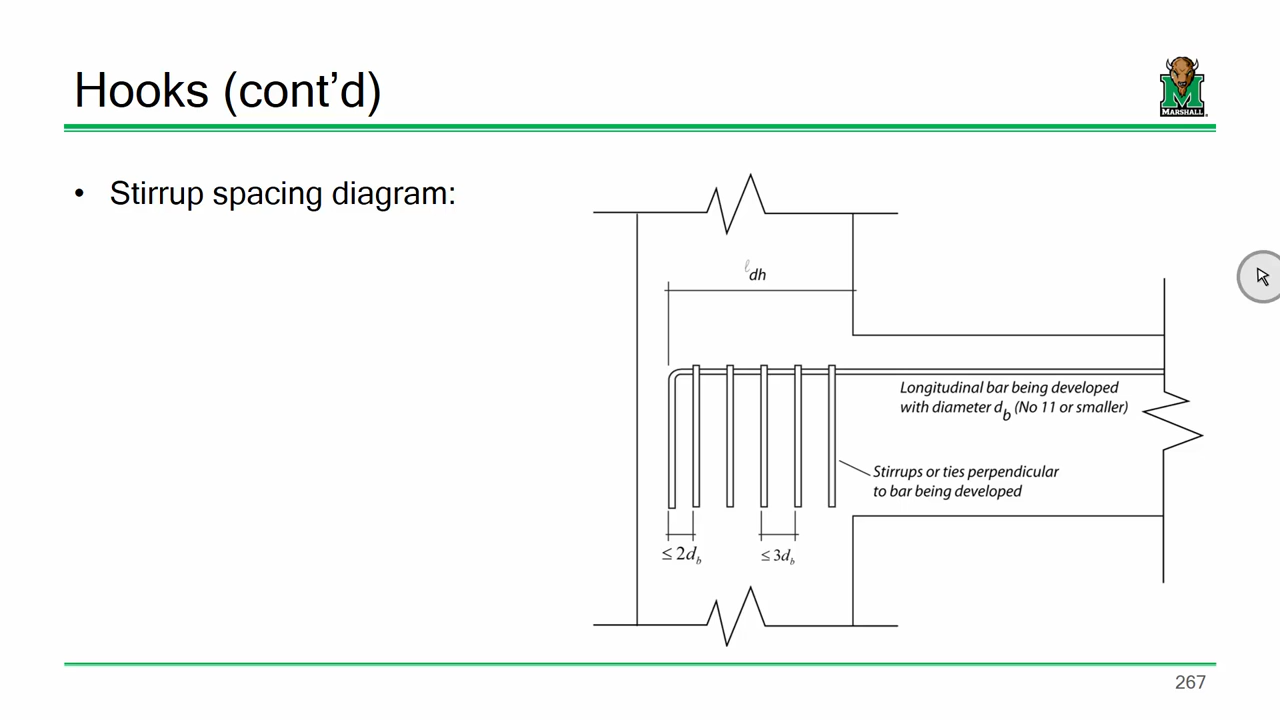 Hooks (cont’d)
M
MARSHALL
• Stirrup spacing diagram:
ℓdh
Longitudinal bar being developed
with diameter db (No 11 or smaller)
Stirrups or ties perpendicular
to bar being developed
≤ 2db
≤ 3db
267